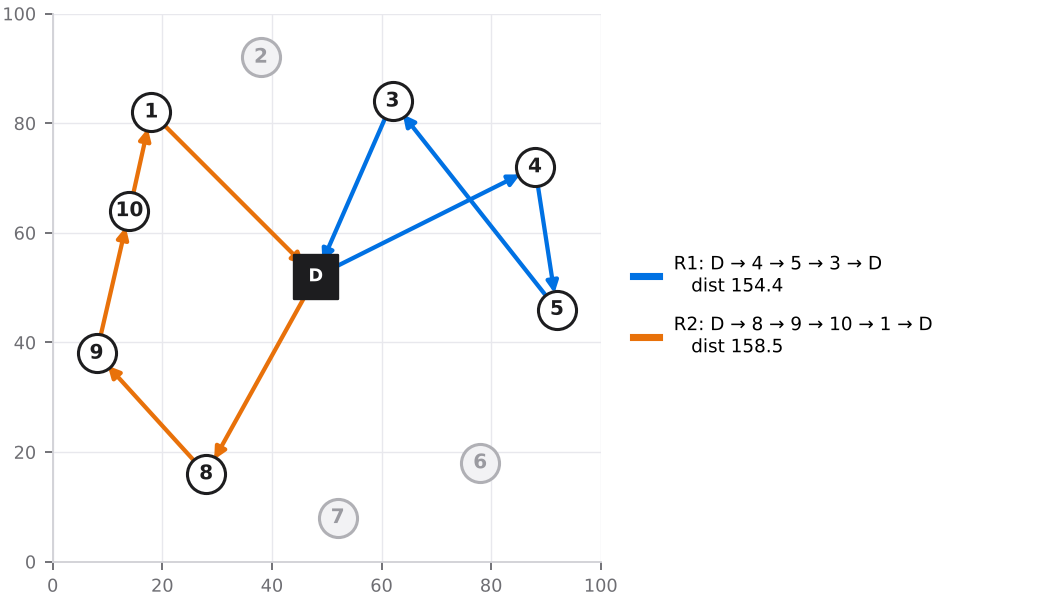 100
80
60
40
20
0
0 20 40 60 80 100
2
1
3
4
10
D
5
9
8
6
7
R1: D → 4 → 5 → 3 → D
dist 154.4
R2: D → 8 → 9 → 10 → 1 → D
dist 158.5